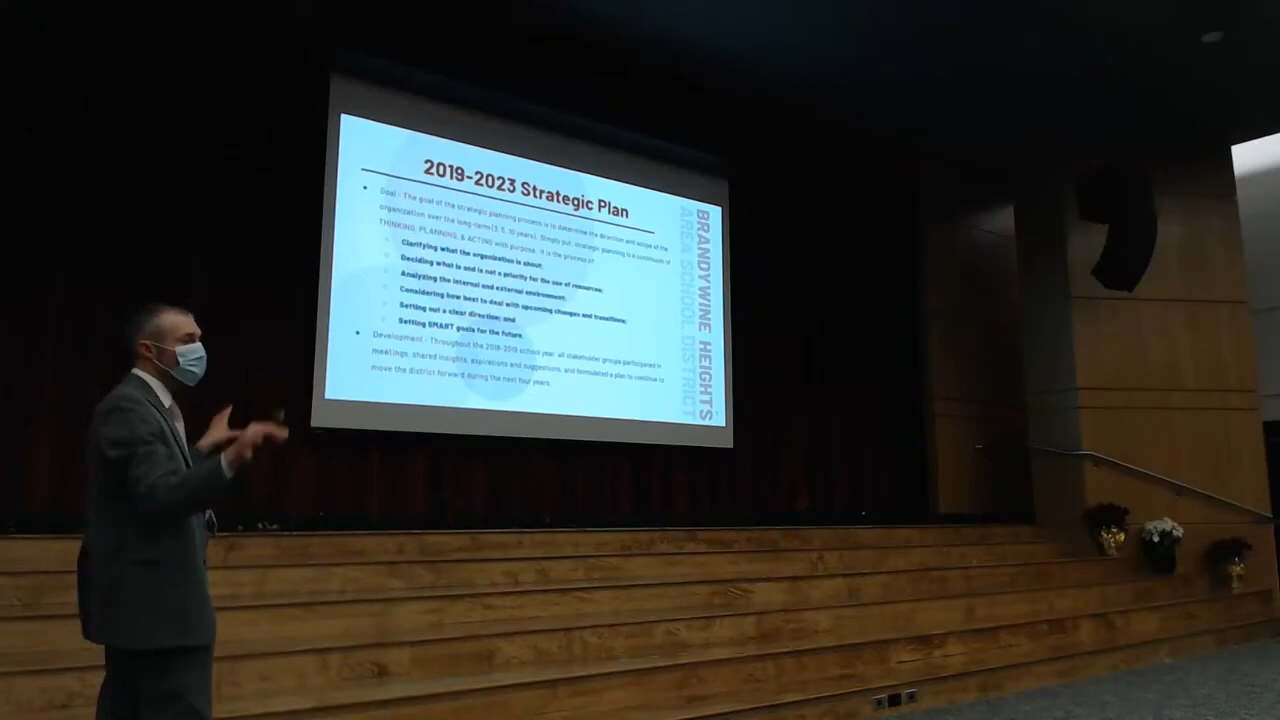 2019-2023 Strategic Plan
Goal - The goal of the strategic planning process is to determine the direction and scope of the
organization over the long-term (3, 5, 10 years). Simply put, strategic planning is a continuum of
THINKING, PLANNING, & ACTING with purpose. It is the process of
Clarifying what the organization is about;
Deciding what is and is not a priority for the use of resources;
Analyzing the internal and external environment;
Considering how best to deal with upcoming changes and transitions;
Setting out a clear direction; and
Setting SMART goals for the future.
Development - Throughout the 2018-2019 school year, all stakeholder groups participated in
meetings, shared insights, aspirations and suggestions, and formulated a plan to continue to
move the district forward during the next four years.
BRANDYWINE HEIGHTS
AREA SCHOOL DISTRICT